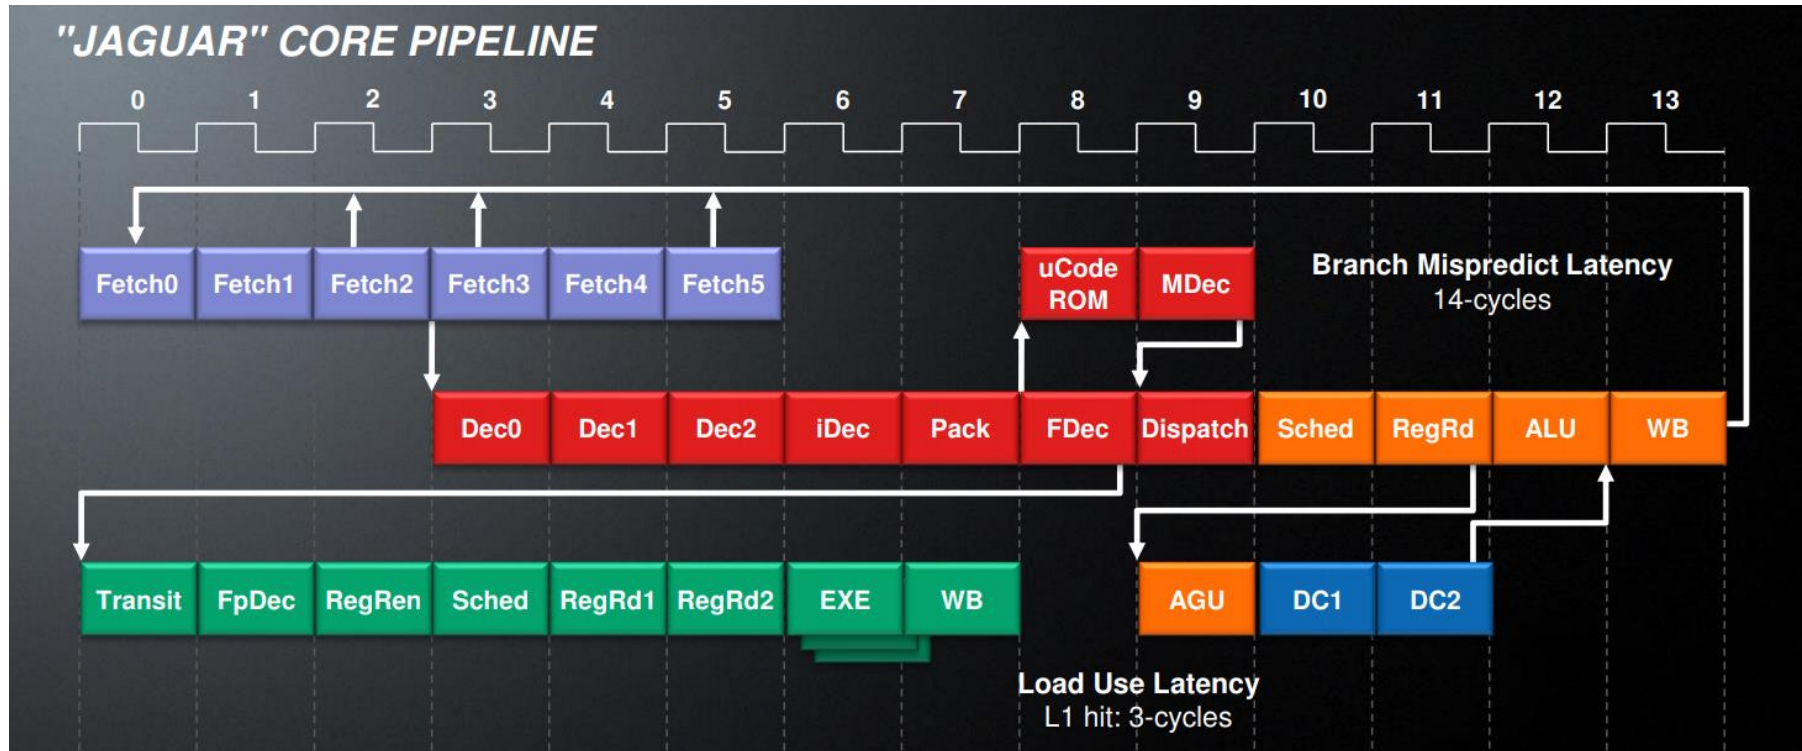 "JAGUAR" CORE PIPELINE
0 1 2 3 4 5 6 7 8 9 10 11 12 13
Fetch0 Fetch1 Fetch2 Fetch3 Fetch4 Fetch5
uCode
ROM
MDec
Branch Mispredict Latency
14-cycles
Dec0 Dec1 Dec2 iDec Pack FDec Dispatch Sched RegRd ALU WB
Transit FpDec RegRen Sched RegRd1 RegRd2 EXE WB
AGU DC1 DC2
Load Use Latency
L1 hit: 3-cycles